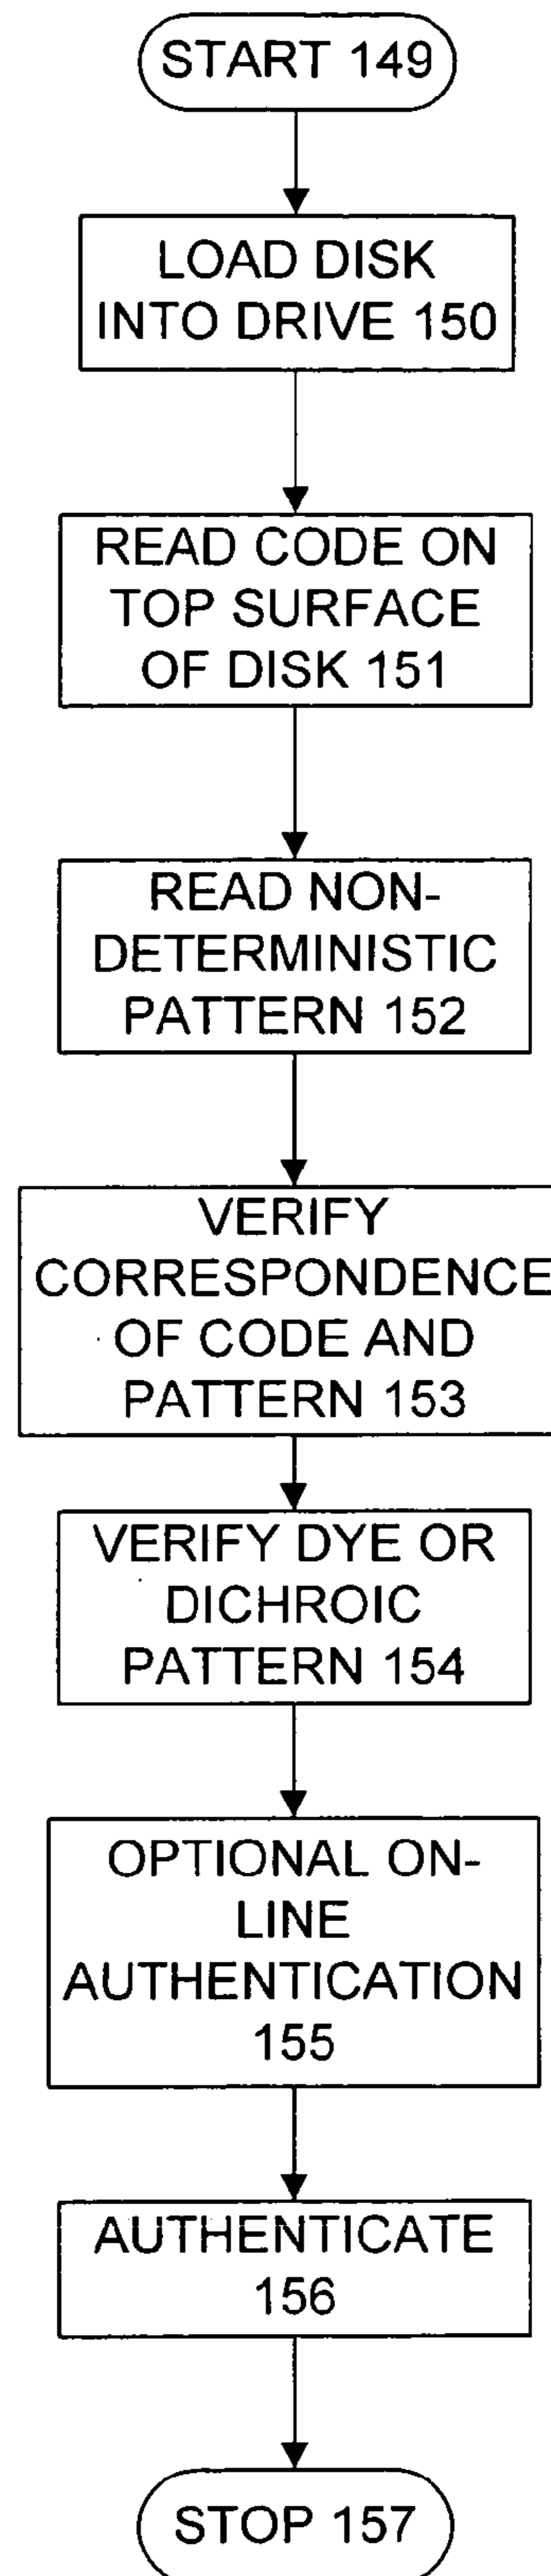 START 149
LOAD DISK
INTO DRIVE 150
READ CODE ON
TOP SURFACE
OF DISK 151
READ NON-
DETERMINISTIC
PATTERN 152
VERIFY
CORRESPONDENCE
OF CODE AND
PATTERN 153
VERIFY DYE OR
DICHROIC
PATTERN 154
OPTIONAL ON-
LINE
AUTHENTICATION
155
AUTHENTICATE
156
STOP 157